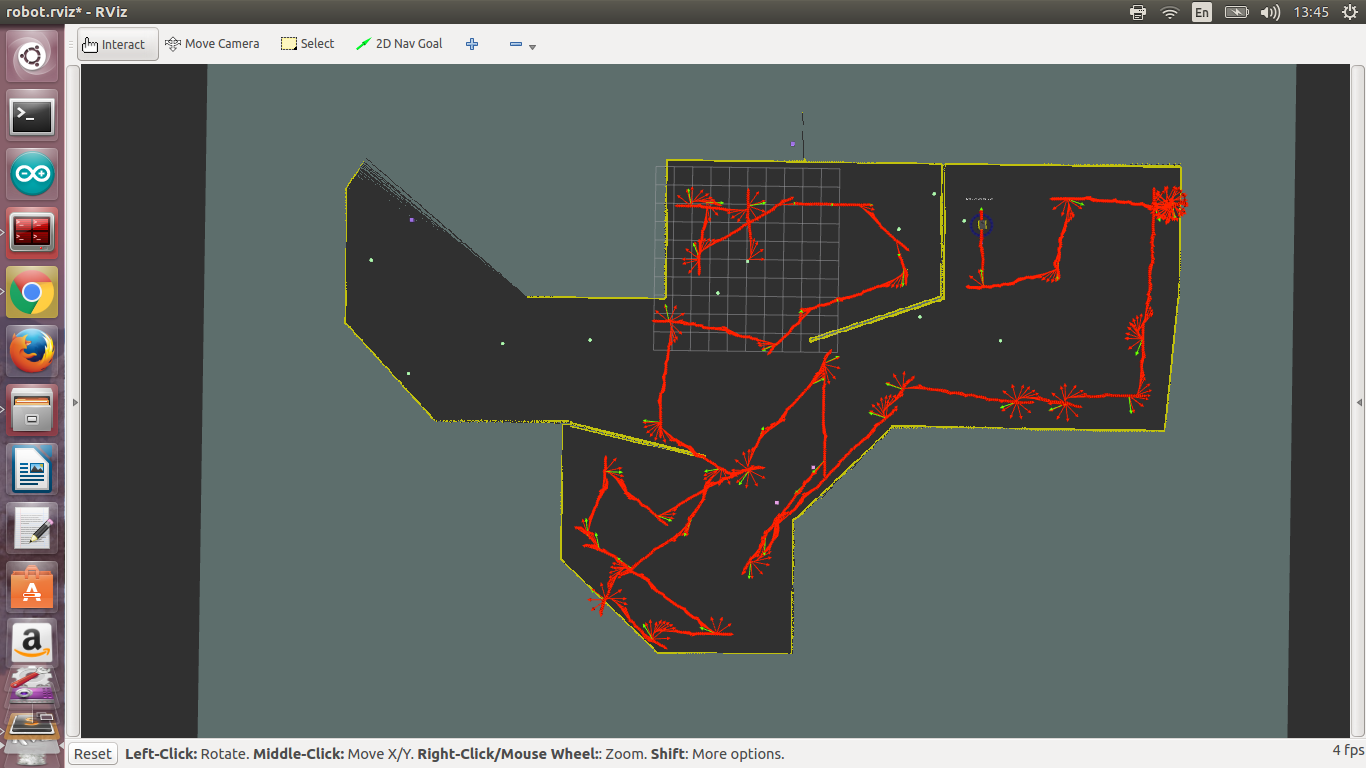 robot.rviz* - RViz
En
13:45
Interact
Move Camera
Select
2D Nav Goal
Reset
Left-Click: Rotate. Middle-Click: Move X/Y. Right-Click/Mouse Wheel:: Zoom. Shift: More options.
4 fps